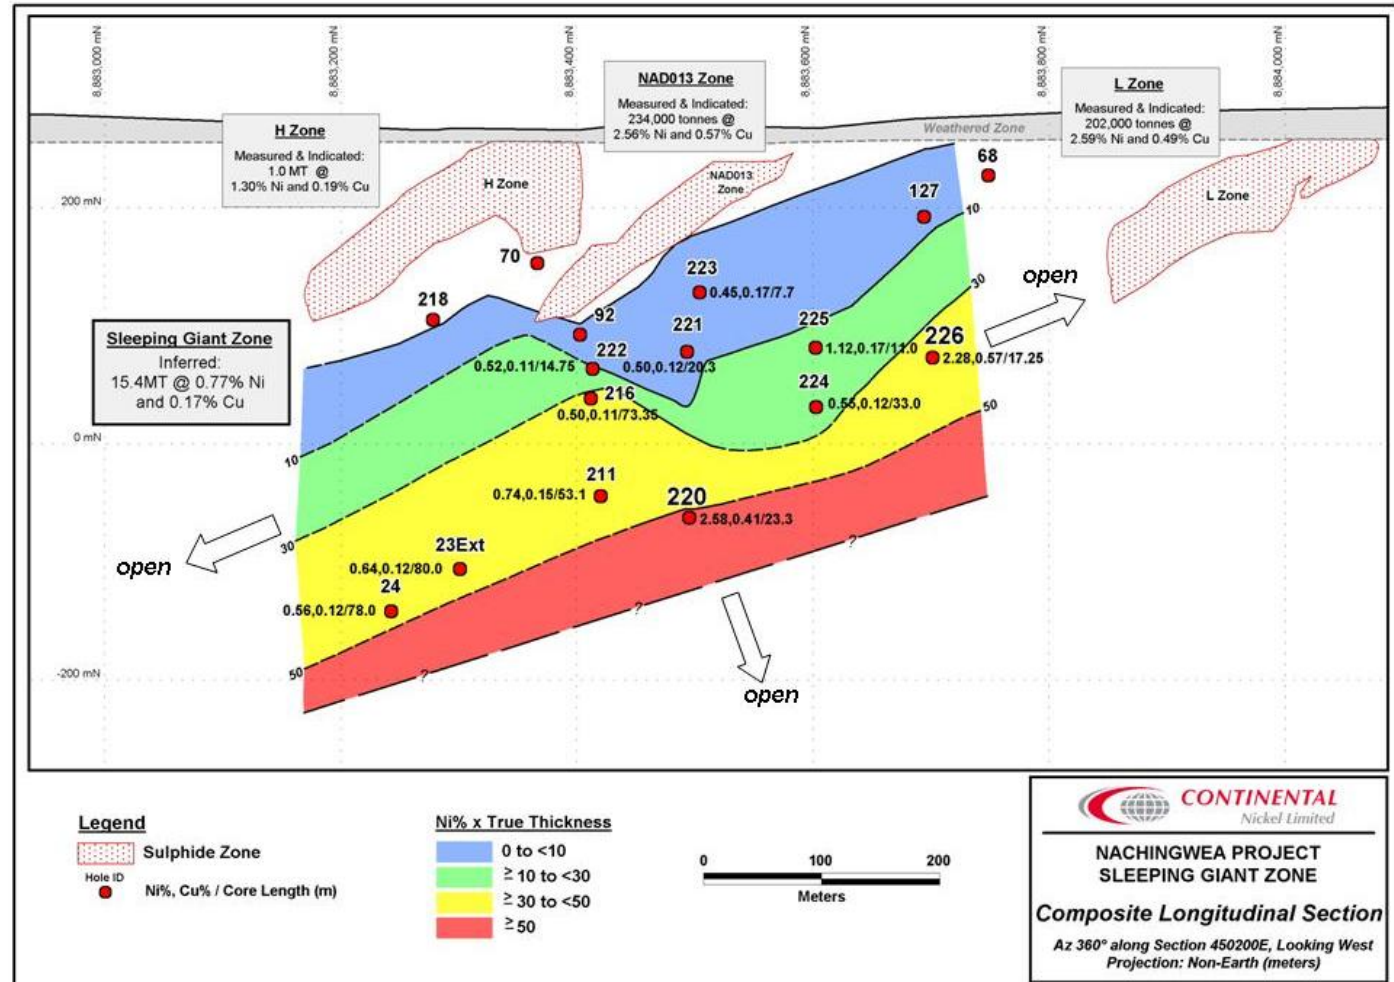 8,883,000 mN
8,883,200 mN
8,883,400 mN
8,883,600 mN
8,883,800 mN
8,884,000 mN
H Zone
Measured & Indicated:
1.0 MT @
1.30% Ni and 0.19% Cu
NAD013 Zone
Measured & Indicated:
234,000 tonnes @
2.56% Ni and 0.57% Cu
L Zone
Measured & Indicated:
202,000 tonnes @
2.59% Ni and 0.49% Cu
Weathered Zone
H Zone
NAD013
Zone
L Zone
200 mN
0 mN
-200 mN
68
127
70
218
223
0.45,0.17/7.7
92
221
0.50,0.12/20.3
225
1.12,0.17/11.0
226
2.28,0.57/17.25
222
0.52,0.11/14.75
216
0.50,0.11/73.35
224
0.55,0.12/33.0
211
0.74,0.15/53.1
220
2.58,0.41/23.3
23Ext
0.64,0.12/80.0
24
0.56,0.12/78.0
10
30
50
10
30
50
open
open
open
?
?
?
Sleeping Giant Zone
Inferred:
15.4MT @ 0.77% Ni
and 0.17% Cu
Legend
Sulphide Zone
Hole ID
Ni%, Cu% / Core Length (m)
Ni% x True Thickness
0 to <10
≥ 10 to <30
≥ 30 to <50
≥ 50
0 100 200
Meters
CONTINENTAL
Nickel Limited
NACHINGWEA PROJECT
SLEEPING GIANT ZONE
Composite Longitudinal Section
Az 360º along Section 450200E, Looking West
Projection: Non-Earth (meters)